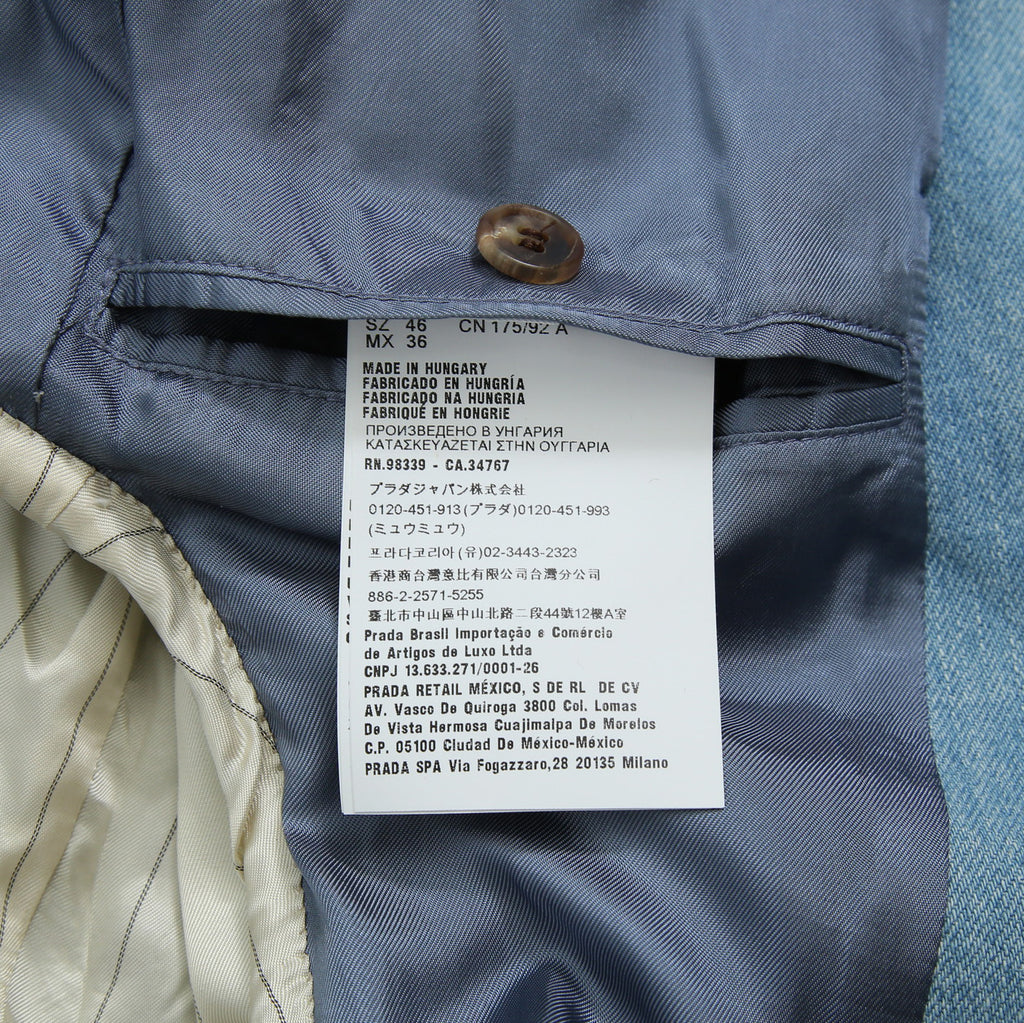 SZ 46 CN 175/92 A
MX 36
MADE IN HUNGARY
FABRICADO EN HUNGRÍA
FABRICADO NA HUNGRIA
FABRIQUÉ EN HONGRIE
ПРОИЗВЕДЕНО В УНГАРИЯ
ΚΑΤΑΣΚΕΥΑΖΕΤΑΙ ΣΤΗΝ ΟΥΓΓΑΡΙΑ
RN.98339 - CA.34767
プラダジャパン株式会社
0120-451-913(プラダ)0120-451-993
(ミュウミュウ)
프라다코리아(유)02-3443-2323
香港商台灣意比有限公司台灣分公司
886-2-2571-5255
臺北市中山區中山北路二段44號12樓A室
Prada Brasil Importação e Comércio
de Artigos de Luxo Ltda
CNPJ 13.633.271/0001-26
PRADA RETAIL MÉXICO, S DE RL DE CV
AV. Vasco De Quiroga 3800 Col. Lomas
De Vista Hermosa Cuajimalpa De Morelos
C.P. 05100 Ciudad De México-México
PRADA SPA Via Fogazzaro,28 20135 Milano